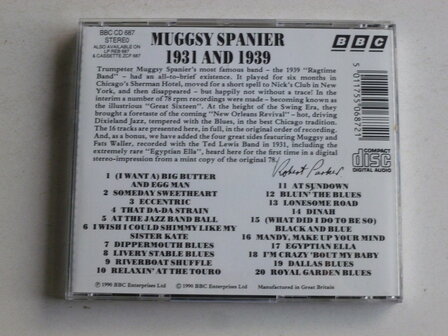 BBC CD 687
STEREO
ALSO AVAILABLE ON
LP REB 687
& CASSETTE ZCF 687
MUGGSY SPANIER
1931 AND 1939
BBC
Trumpeter Muggsy Spanier's most famous band - the 1939 "Ragtime
Band" - had an all-to-brief existence. It played for six months in
Chicago's Sherman Hotel, moved for a short spell to Nick's Club in New
York, and then disappeared - but happily not without a trace! In the
interim a number of 78 rpm recordings were made - becoming known as
the illustrious "Great Sixteen". At the height of the Swing Era, they
brought a foretaste of the coming "New Orleans Revival" - hot, driving
Dixieland Jazz, tempered with the Blues, in the best Chicago tradition.
The 16 tracks are presented here, in full, in the original order of recording.
And, as a bonus, we have added the four great sides featuring Muggsy and
Fats Waller, recorded with the Ted Lewis Band in 1931, including
the extremely rare "Egyptian Ella", heard here for the first time in a digital
stereo-impression from a mint copy of the original 78.
Robert Parker
5 011755 068721
COMPACT
disc
DIGITAL AUDIO
1 (I WANT A) BIG BUTTER
AND EGG MAN
2 SOMEDAY SWEETHEART
3 ECCENTRIC
4 THAT DA-DA STRAIN
5 AT THE JAZZ BAND BALL
6 I WISH I COULD SHIMMY LIKE MY
SISTER KATE
7 DIPPERMOUTH BLUES
8 LIVERY STABLE BLUES
9 RIVERBOAT SHUFFLE
10 RELAXIN' AT THE TOURO
11 AT SUNDOWN
12 BLUIN' THE BLUES
13 LONESOME ROAD
14 DINAH
15 (WHAT DID I DO TO BE SO)
BLACK AND BLUE
16 MANDY, MAKE UP YOUR MIND
17 EGYPTIAN ELLA
18 I'M CRAZY 'BOUT MY BABY
19 DALLAS BLUES
20 ROYAL GARDEN BLUES
℗ 1990 BBC Enterprises Ltd © 1990 BBC Enterprises Ltd Manufactured in Great Britain